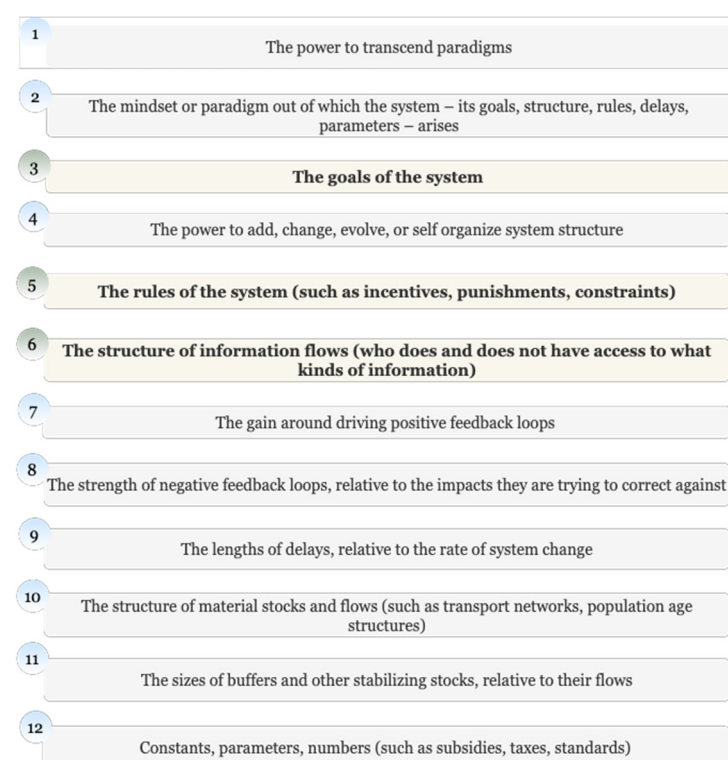 1
The power to transcend paradigms
2
The mindset or paradigm out of which the system – its goals, structure, rules, delays,
parameters – arises
3
The goals of the system
4
The power to add, change, evolve, or self organize system structure
5
The rules of the system (such as incentives, punishments, constraints)
6
The structure of information flows (who does and does not have access to what
kinds of information)
7
The gain around driving positive feedback loops
8
The strength of negative feedback loops, relative to the impacts they are trying to correct against
9
The lengths of delays, relative to the rate of system change
10
The structure of material stocks and flows (such as transport networks, population age
structures)
11
The sizes of buffers and other stabilizing stocks, relative to their flows
12
Constants, parameters, numbers (such as subsidies, taxes, standards)